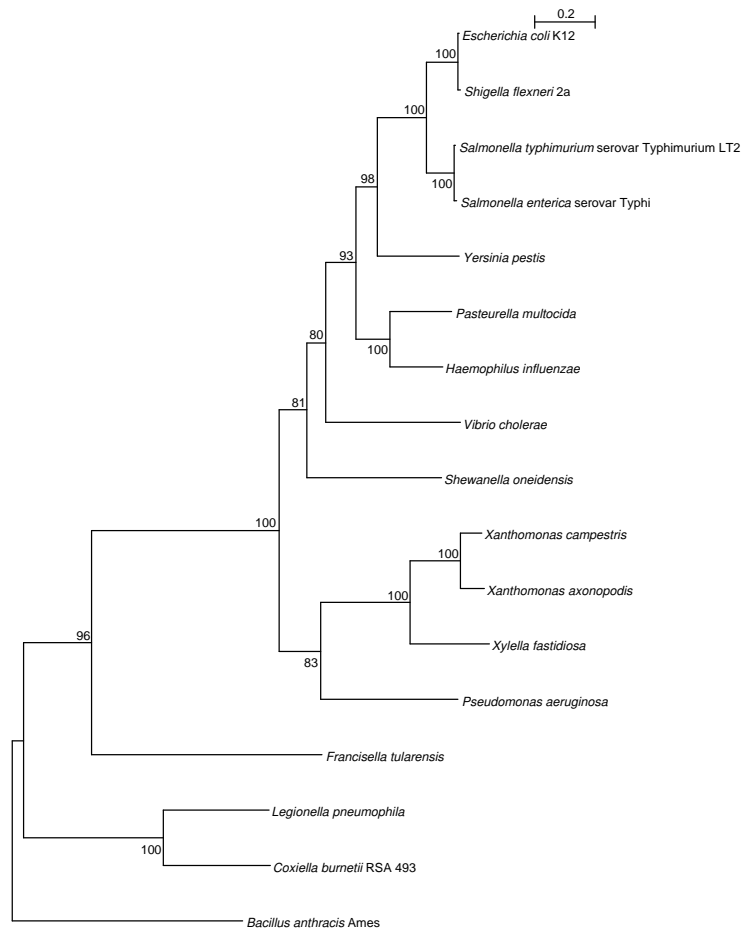 0.2
Escherichia coli K12
100
Shigella flexneri 2a
100
Salmonella typhimurium serovar Typhimurium LT2
100
98
Salmonella enterica serovar Typhi
93
Yersinia pestis
Pasteurella multocida
80
100
Haemophilus influenzae
81
Vibrio cholerae
Shewanella oneidensis
100
Xanthomonas campestris
100
Xanthomonas axonopodis
100
96
Xylella fastidiosa
83
Pseudomonas aeruginosa
Francisella tularensis
Legionella pneumophila
100
Coxiella burnetii RSA 493
Bacillus anthracis Ames